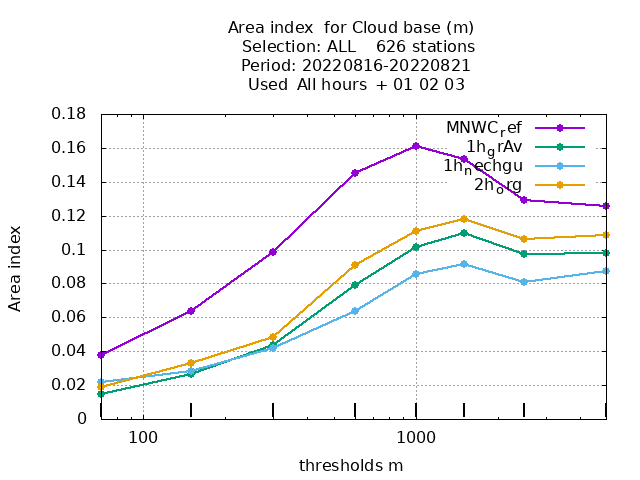 Area index  for Cloud base (m)
Selection: ALL    626 stations
Period: 20220816-20220821
Used  All hours  + 01 02 03
MNWC_ref
1h_grAv
1h_nechgu
2h_org
0.18
0.16
0.14
0.12
0.1
0.08
0.06
0.04
0.02
0
Area index
100
1000
thresholds m